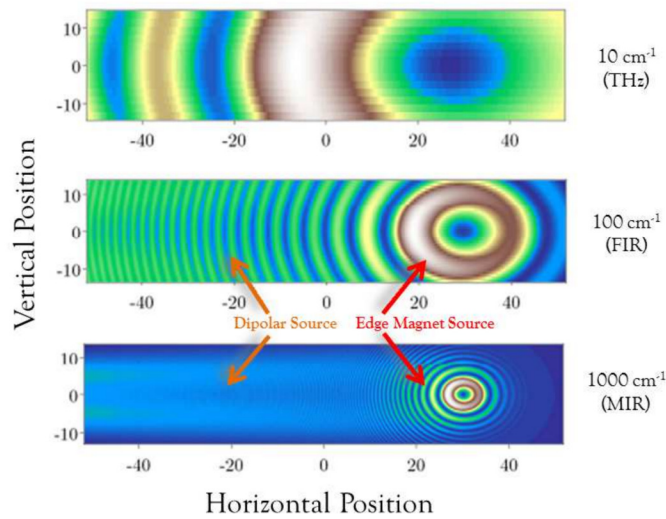 10
0
-10
-40
-20
0
20
40
10 cm⁻¹
(THz)
10
0
-10
-40
-20
0
20
40
100 cm⁻¹
(FIR)
Vertical Position
Dipolar Source
Edge Magnet Source
10
0
-10
-40
-20
0
20
40
1000 cm⁻¹
(MIR)
Horizontal Position